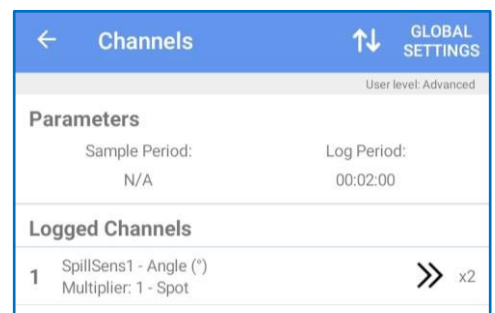 ← Channels ↑↓ GLOBAL SETTINGS
User level: Advanced
Parameters
Sample Period: Log Period:
N/A 00:02:00
Logged Channels
1 SpillSens1 - Angle (°)
Multiplier: 1 - Spot
x2